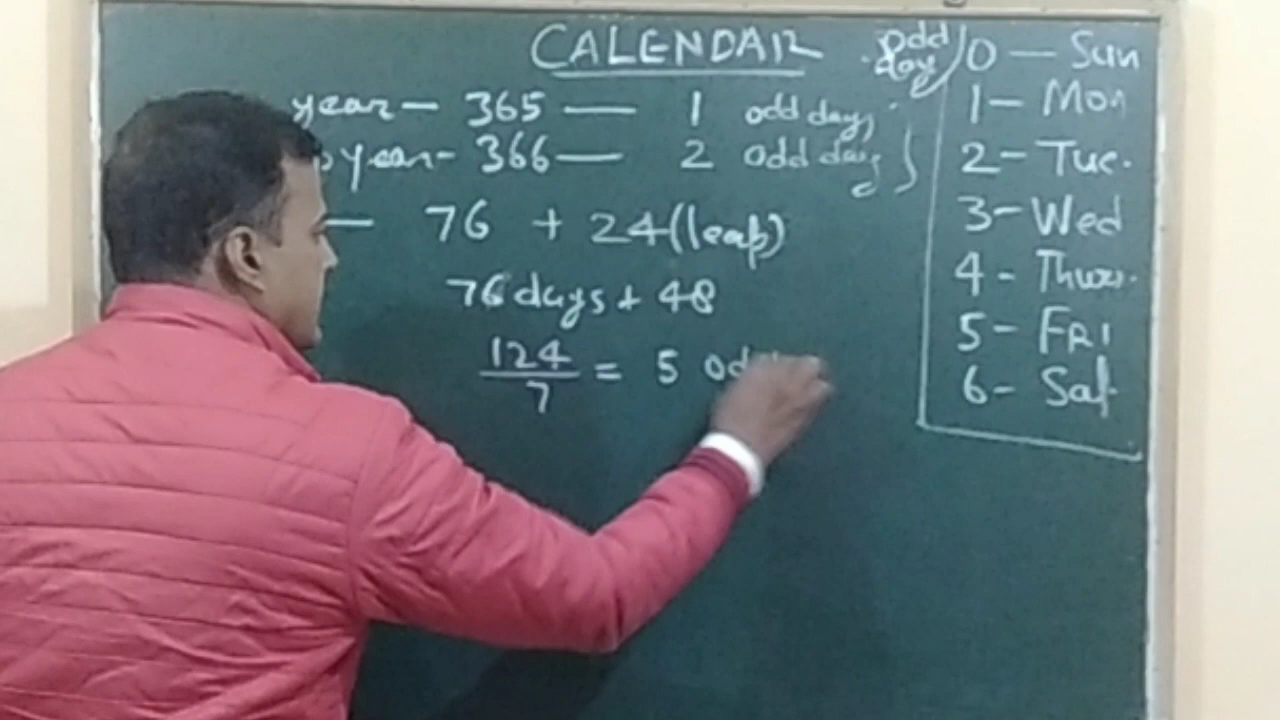 CALENDAR
year — 365 — 1 odd days
year - 366 — 2 odd days
— 76 + 24 (leap)
76 days + 48
124/7 = 5 od
odd day
0 — Sun
1 — Mon
2 - Tue.
3 - Wed
4 - Thur.
5 - FRI
6 - Sat